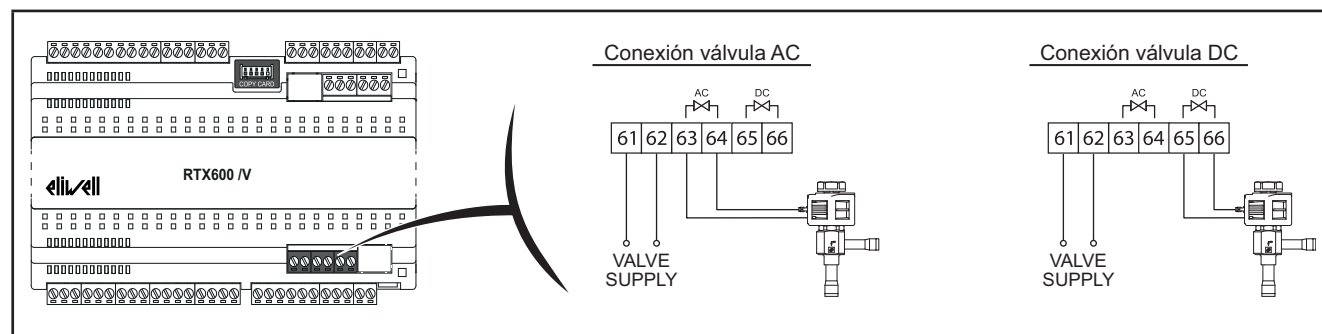 COPY CARD
eliwell
RTX600 /V
Conexión válvula AC
AC DC
61 62 63 64 65 66
VALVE
SUPPLY
Conexión válvula DC
AC DC
61 62 63 64 65 66
VALVE
SUPPLY